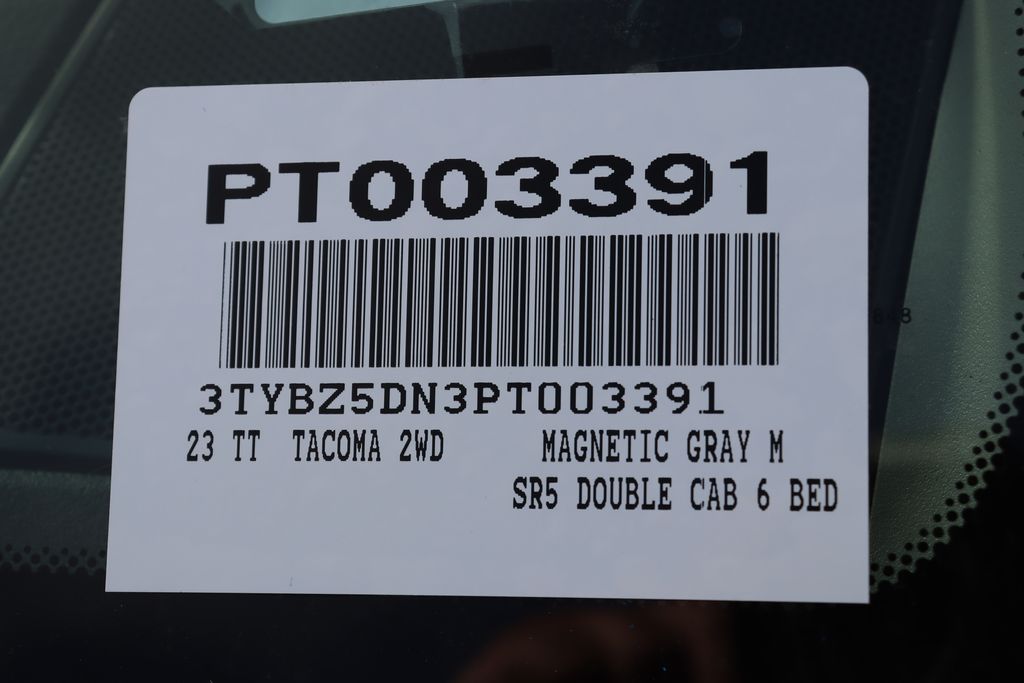 PT003391
3TYBZ5DN3PT003391
23 TT TACOMA 2WD MAGNETIC GRAY M
SR5 DOUBLE CAB 6 BED